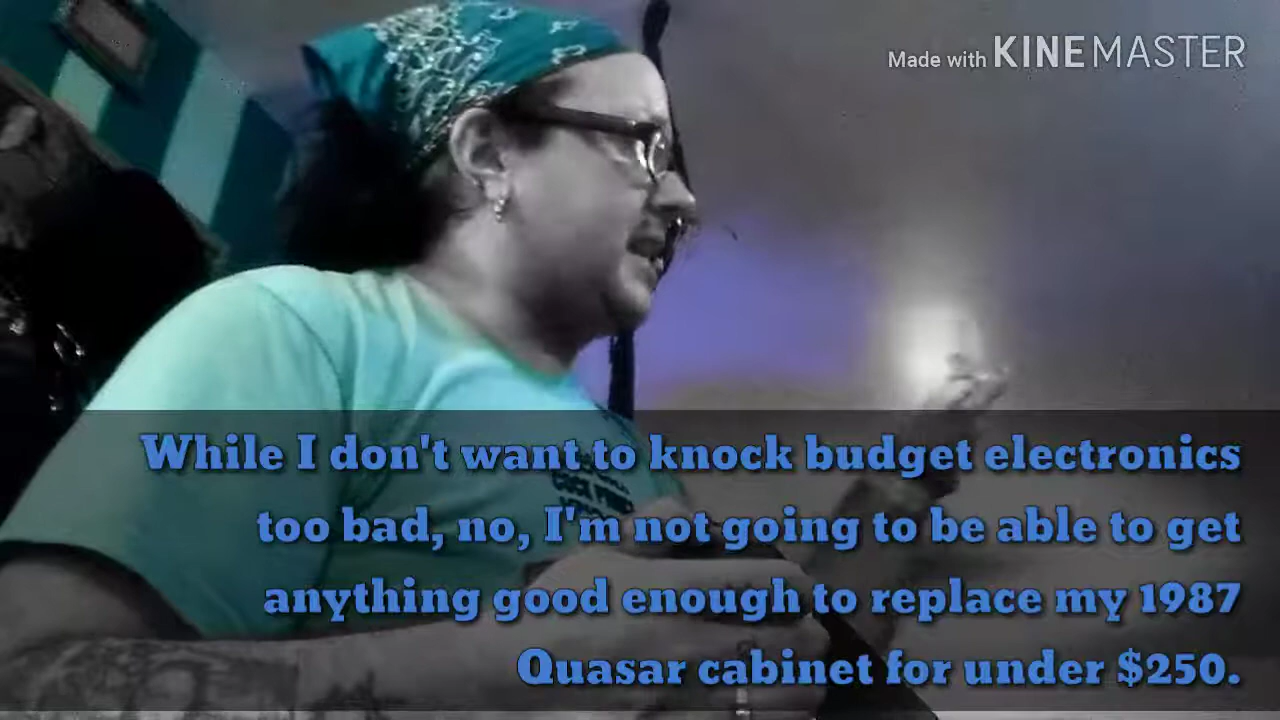 Made with KINEMASTER
While I don't want to knock budget electronics
too bad, no, I'm not going to be able to get
anything good enough to replace my 1987
Quasar cabinet for under $250.